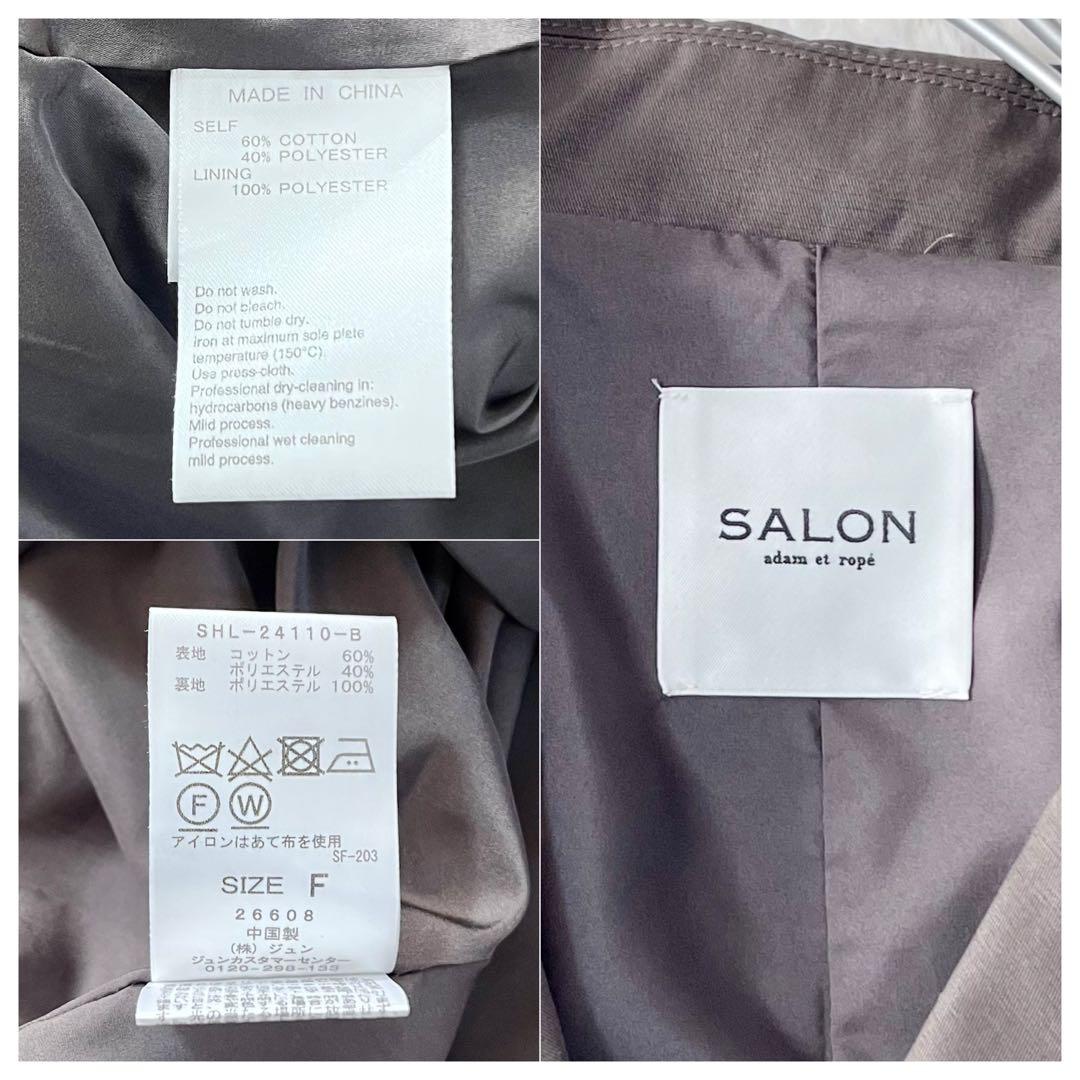 MADE IN CHINA
SELF
60% COTTON
40% POLYESTER
LINING
100% POLYESTER
Do not wash.
Do not bleach.
Do not tumble dry.
Iron at maximum sole plate
temperature (150°C).
Use press-cloth.
Professional dry-cleaning in:
hydrocarbons (heavy benzines).
Mild process.
Professional wet cleaning
mild process.
SHL-24110-B
表地 コットン 60%
ポリエステル 40%
裏地 ポリエステル 100%
F W
アイロンはあて布を使用
SF-203
SIZE F
26608
中国製
(株) ジュン
ジュンカスタマーセンター
0120-298-133
SALON
adam et ropé